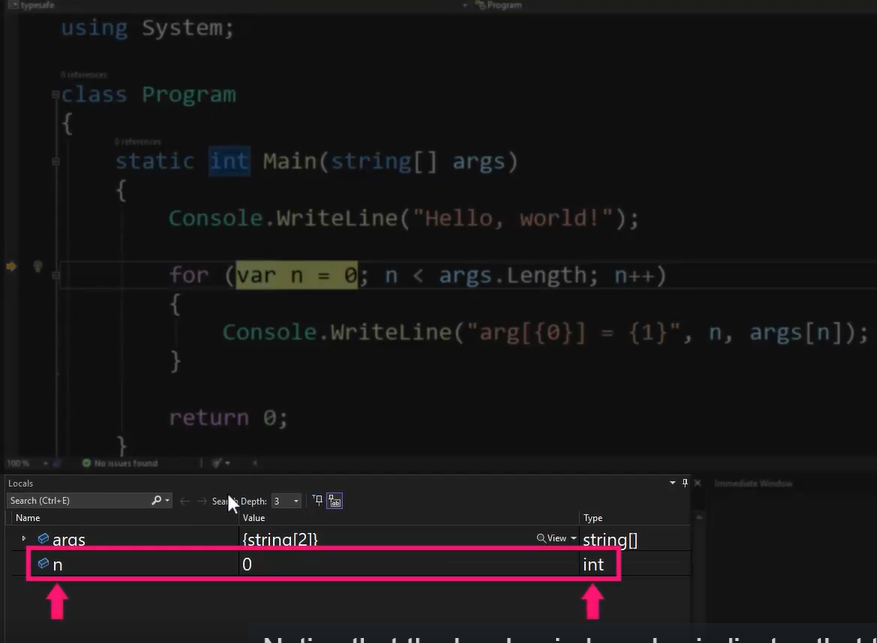 typesafe
Program
using System;
0 references
class Program
{
0 references
static int Main(string[] args)
{
Console.WriteLine("Hello, world!");
for (var n = 0; n < args.Length; n++)
{
Console.WriteLine("arg[{0}] = {1}", n, args[n]);
}
return 0;
}
100 %
No issues found
Locals
Immediate Window
Search (Ctrl+E)
Depth: 3
Name Value Type
args {string[2]} View string[]
n 0 int